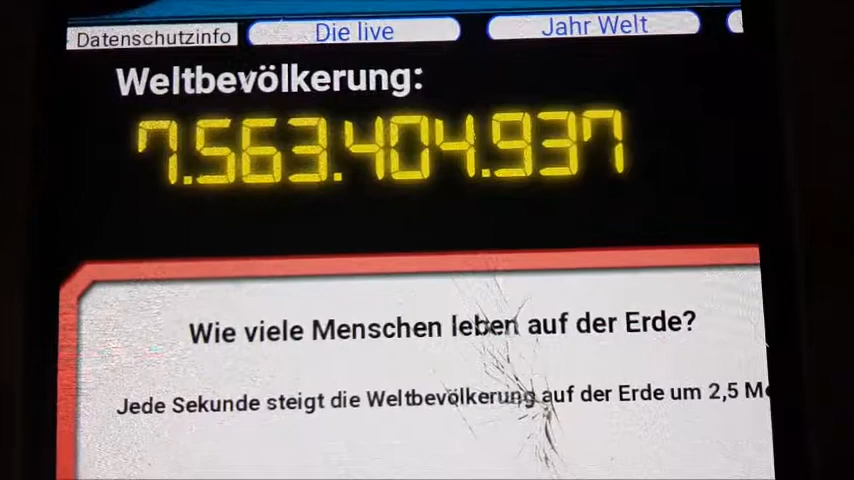 Datenschutzinfo
Die live
Jahr Welt
Weltbevölkerung:
7.563.404.937
Wie viele Menschen leben auf der Erde?
Jede Sekunde steigt die Weltbevölkerung auf der Erde um 2,5